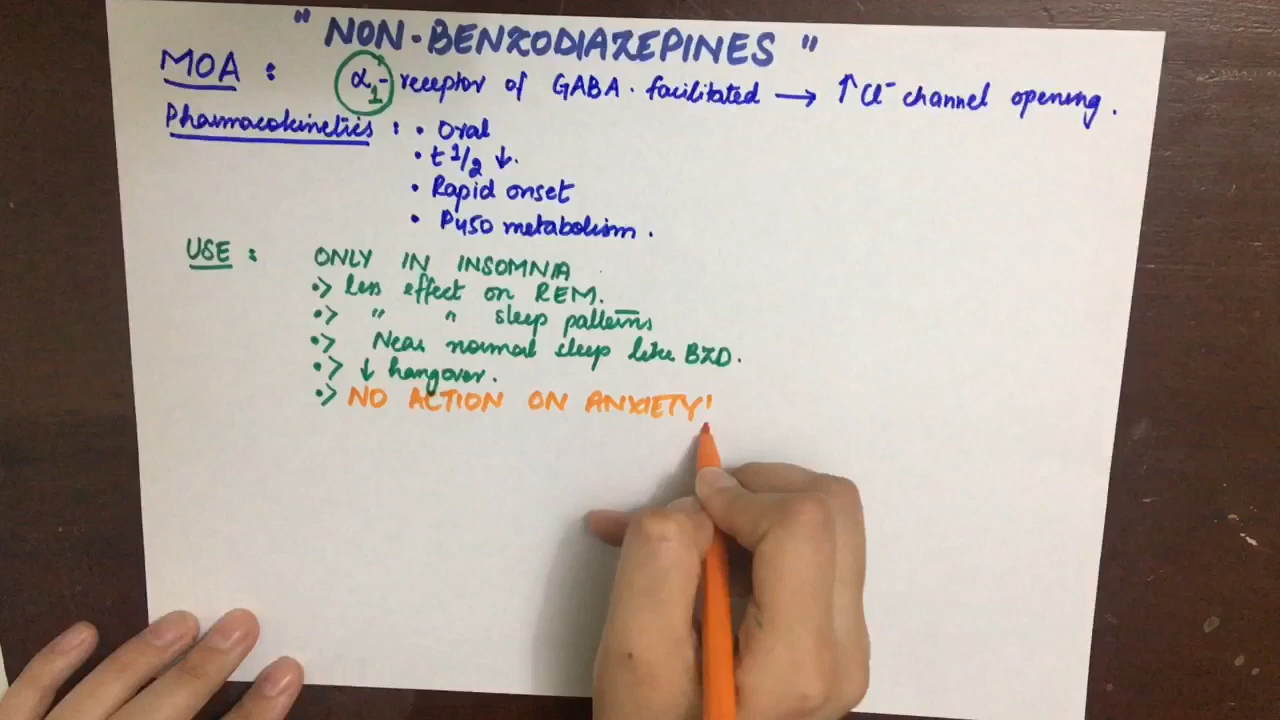 " NON-BENZODIAZEPINES "
MOA : α1- receptor of GABA. facilitated → ↑ Cl⁻ channel opening.
Pharmacokinetics : • Oral
• t 1/2 ↓.
• Rapid onset
• P450 metabolism.
USE : ONLY IN INSOMNIA
•> less effect on REM.
•> " " sleep patterns
•> Near normal sleep like BZD.
•> ↓ hangover.
•> NO ACTION ON ANXIETY'